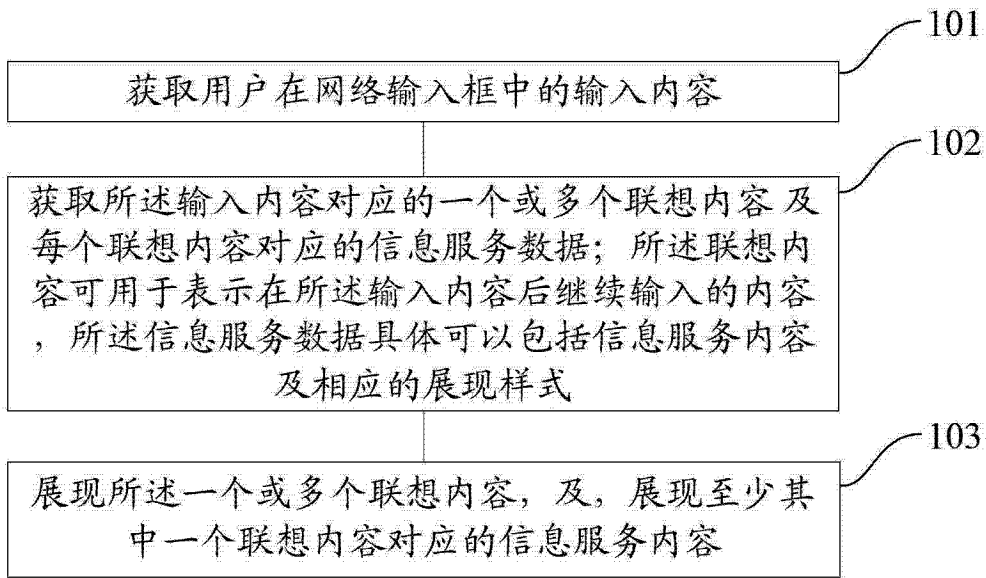 101
获取用户在网络输入框中的输入内容
102
获取所述输入内容对应的一个或多个联想内容及
每个联想内容对应的信息服务数据；所述联想内
容可用于表示在所述输入内容后继续输入的内容
，所述信息服务数据具体可以包括信息服务内容
及相应的展现样式
103
展现所述一个或多个联想内容，及，展现至少其
中一个联想内容对应的信息服务内容